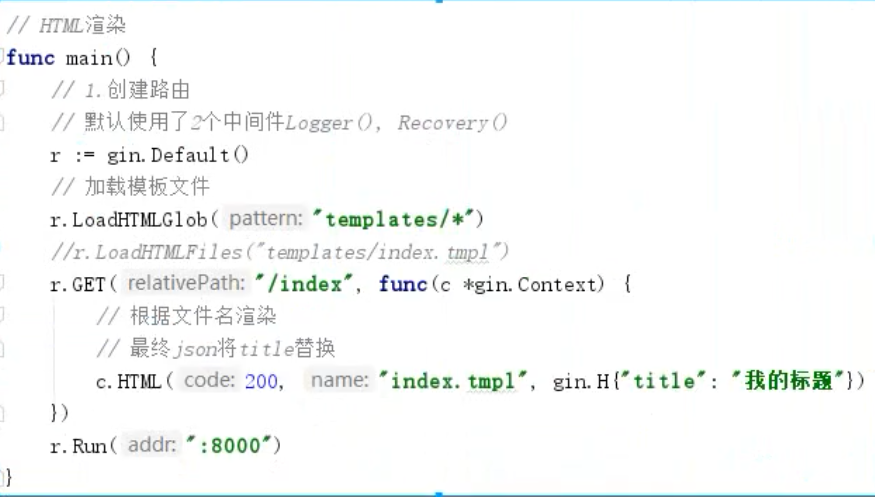 // HTML渲染
func main() {
// 1.创建路由
// 默认使用了2个中间件Logger(), Recovery()
r := gin.Default()
// 加载模板文件
r.LoadHTMLGlob( pattern: "templates/*")
//r.LoadHTMLFiles("templates/index.tmpl")
r.GET( relativePath: "/index", func(c *gin.Context) {
// 根据文件名渲染
// 最终json将title替换
c.HTML( code: 200, name: "index.tmpl", gin.H{"title": "我的标题"})
})
r.Run( addr: ":8000")
}